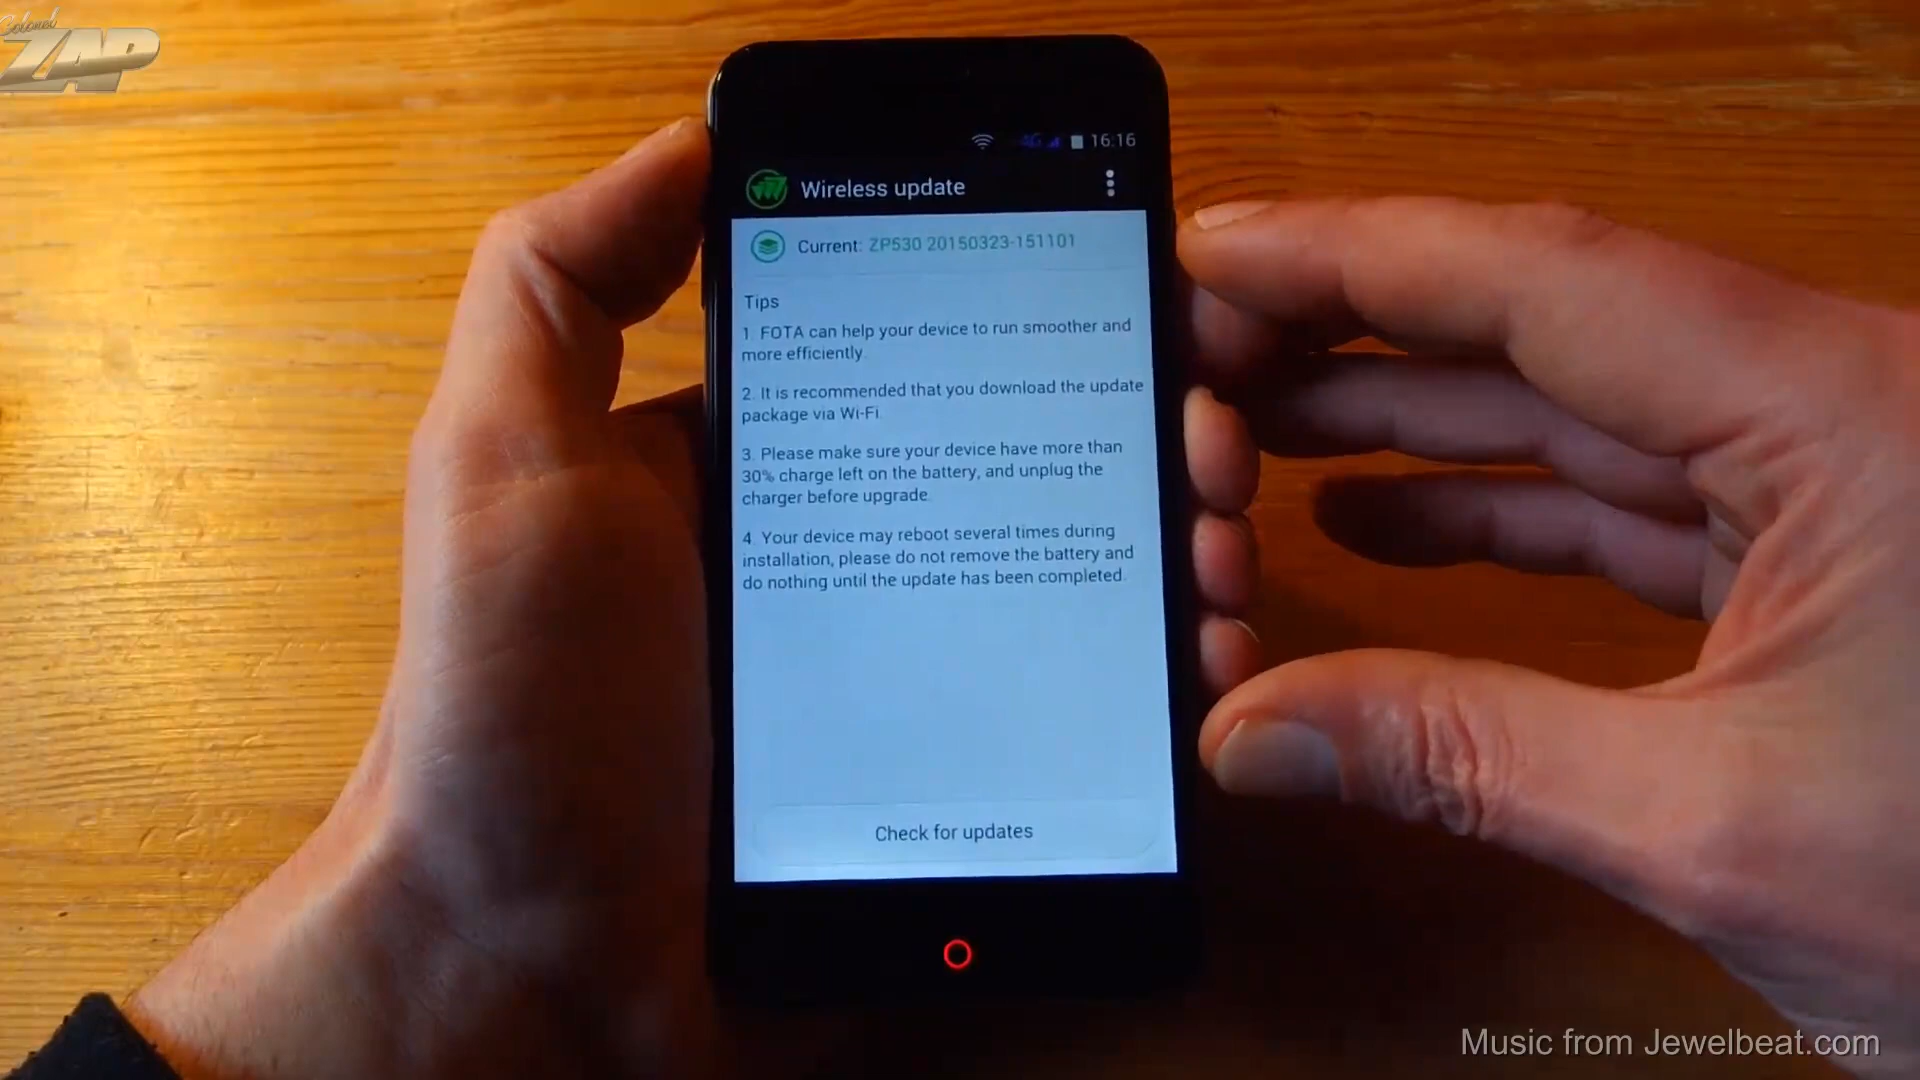 Colonel
ZAP
4G 16:16
Wireless update
Current: ZP530 20150323-151101
Tips
1. FOTA can help your device to run smoother and
more efficiently.
2. It is recommended that you download the update
package via Wi-Fi.
3. Please make sure your device have more than
30% charge left on the battery, and unplug the
charger before upgrade.
4. Your device may reboot several times during
installation, please do not remove the battery and
do nothing until the update has been completed.
Check for updates
Music from Jewelbeat.com